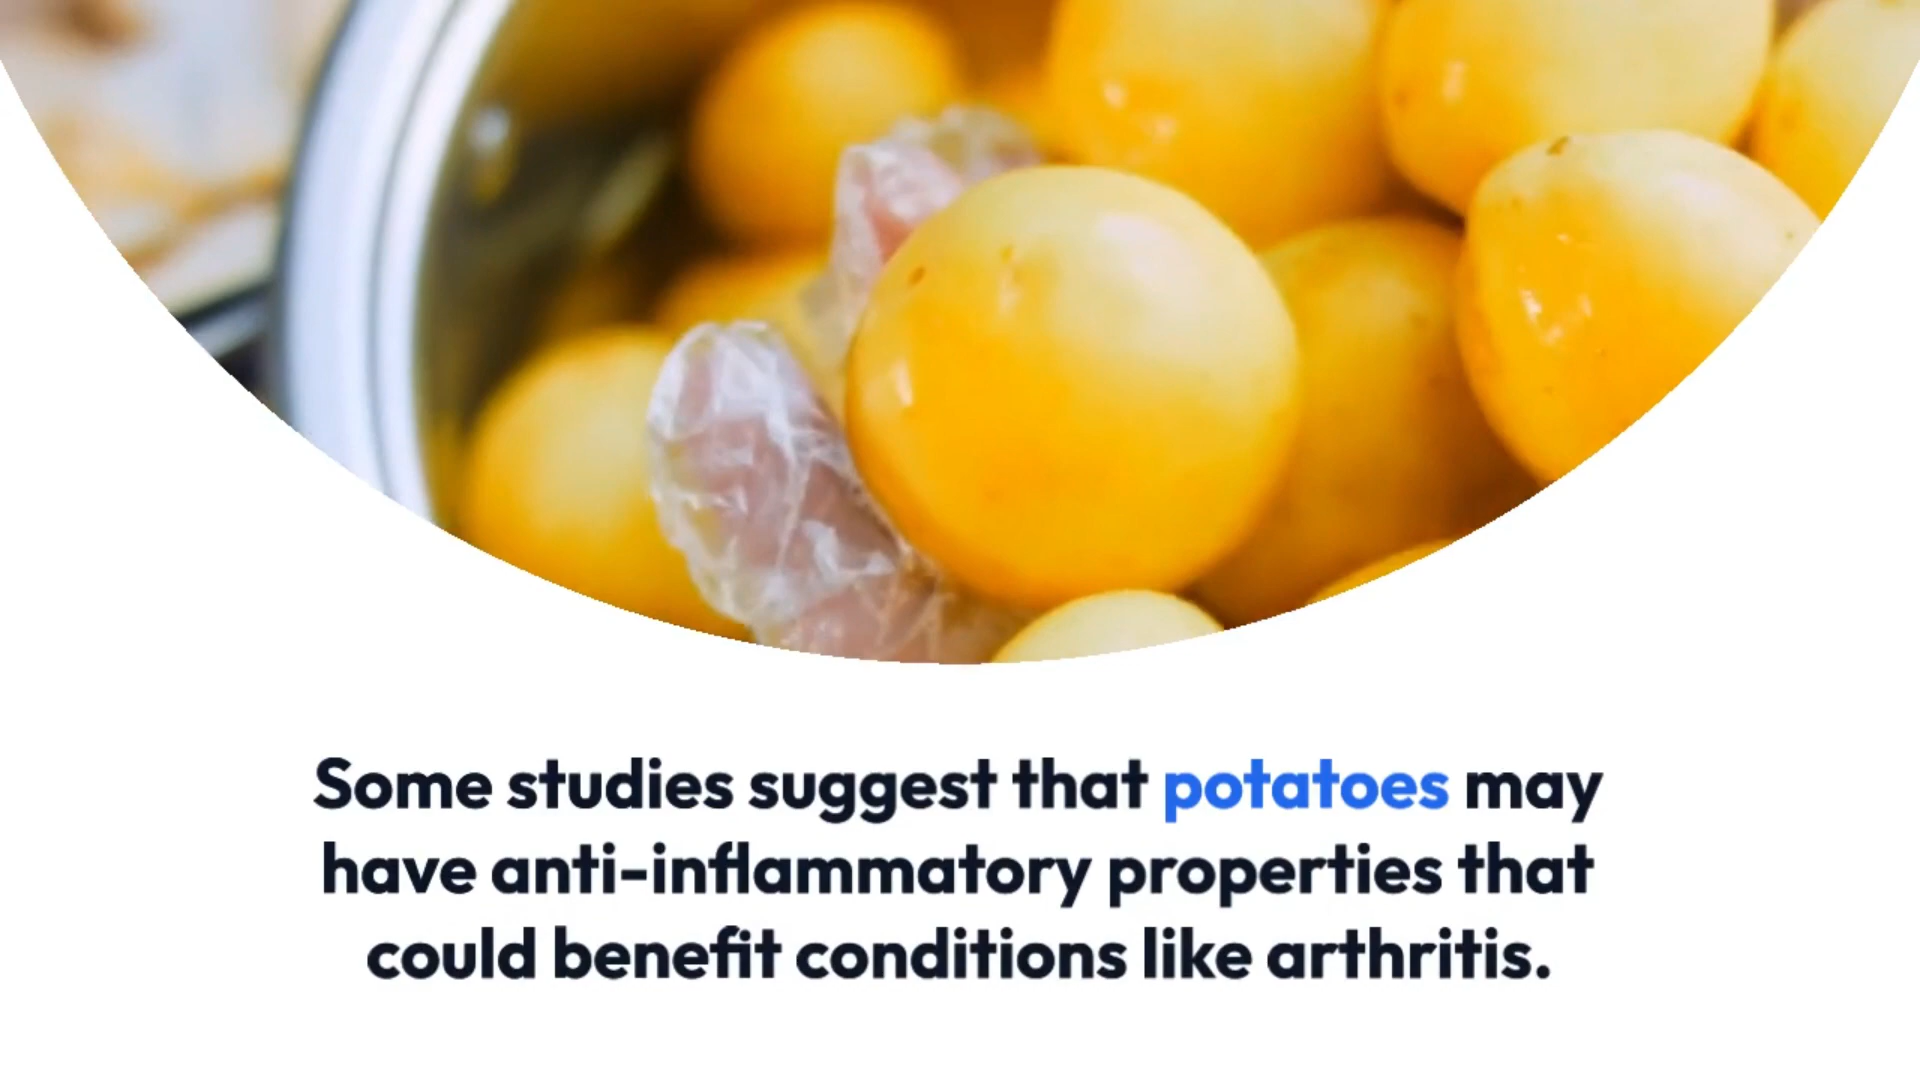 Some studies suggest that potatoes may
have anti-inflammatory properties that
could benefit conditions like arthritis.